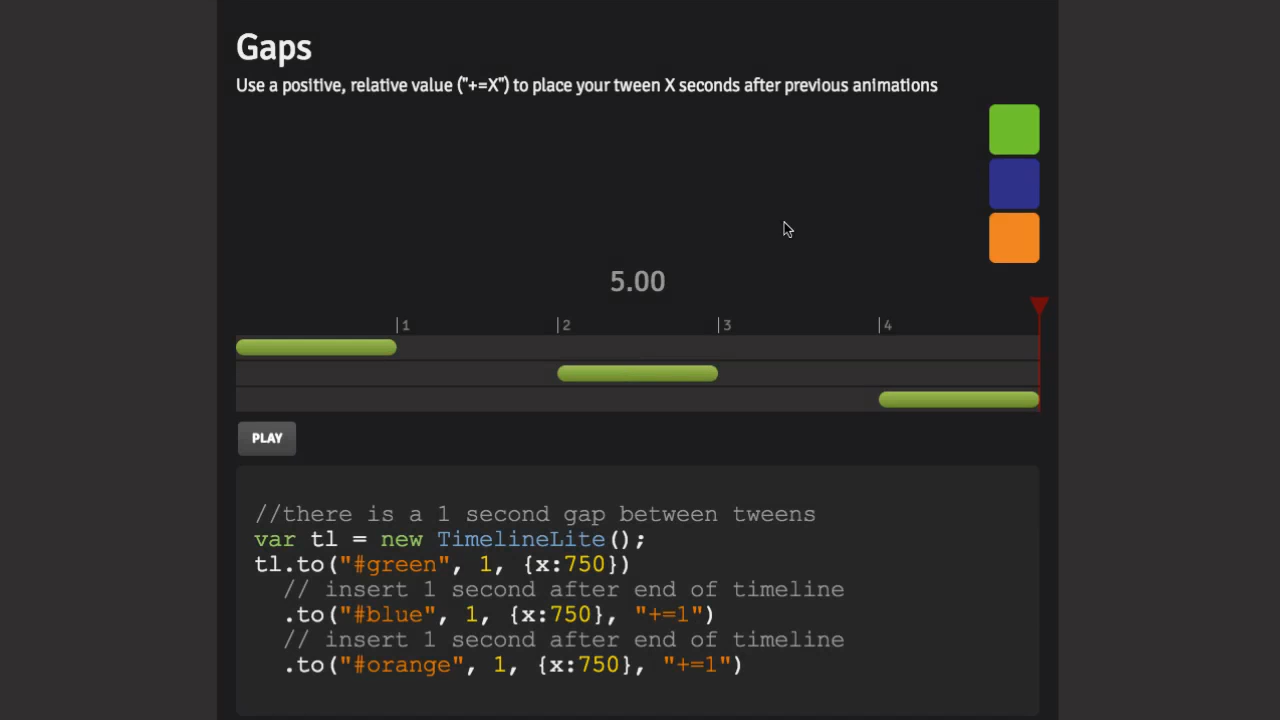 Gaps
Use a positive, relative value ("+=X") to place your tween X seconds after previous animations
5.00
1 2 3 4
PLAY
//there is a 1 second gap between tweens
var tl = new TimelineLite();
tl.to("#green", 1, {x:750})
// insert 1 second after end of timeline
.to("#blue", 1, {x:750}, "+=1")
// insert 1 second after end of timeline
.to("#orange", 1, {x:750}, "+=1")